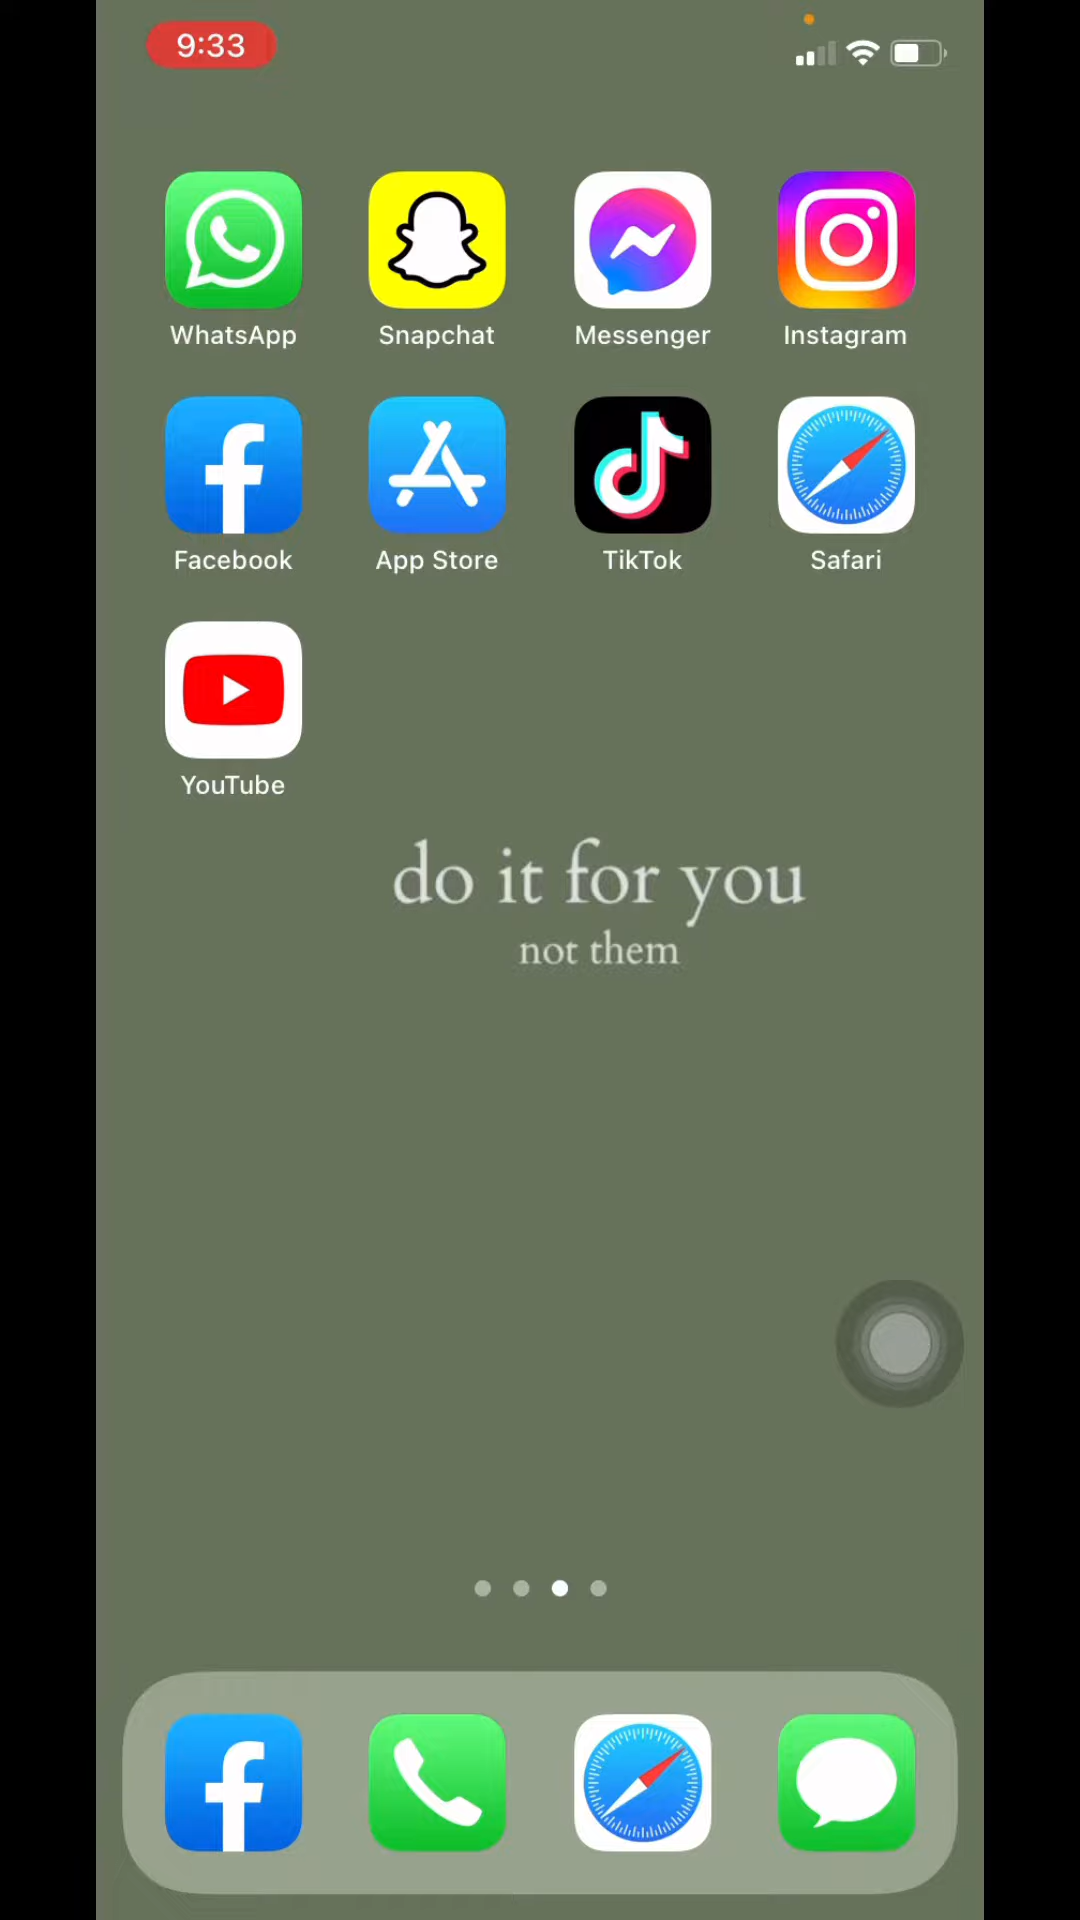 9:33
WhatsApp
Snapchat
Messenger
Instagram
Facebook
App Store
TikTok
Safari
YouTube
do it for you
not them